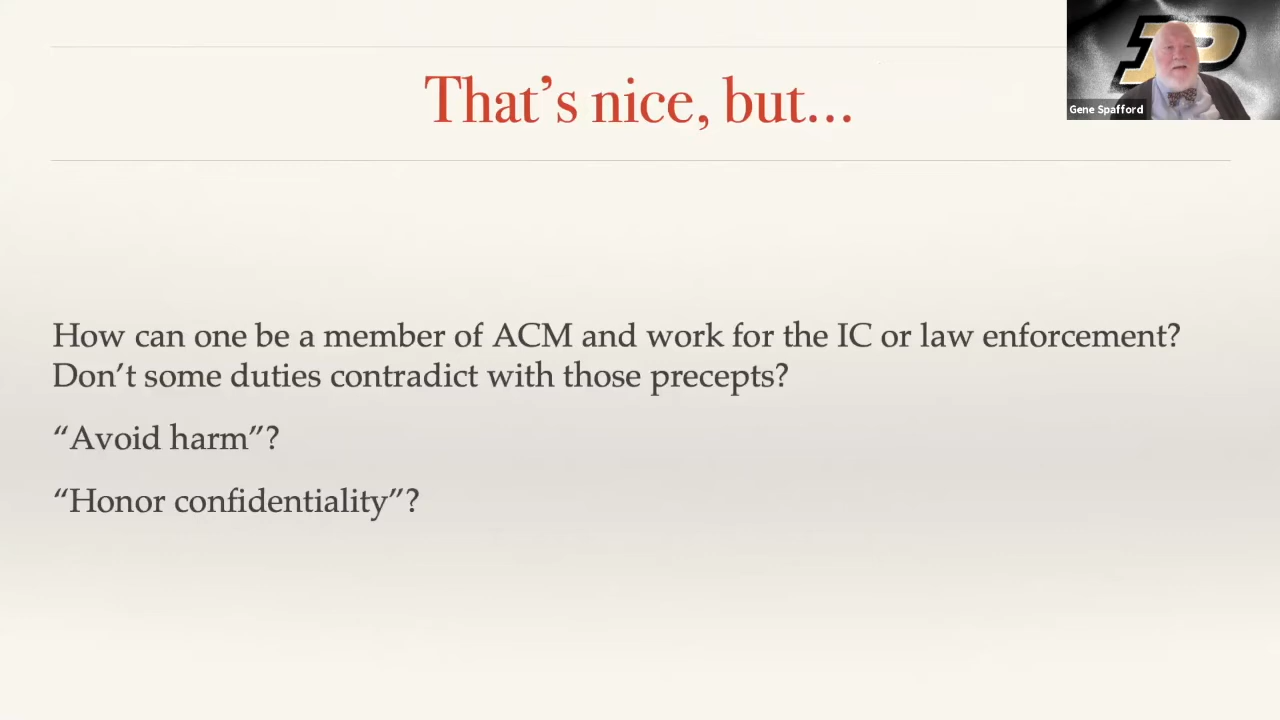 That’s nice, but...
Gene Spafford
How can one be a member of ACM and work for the IC or law enforcement?
Don’t some duties contradict with those precepts?
“Avoid harm”?
“Honor confidentiality”?